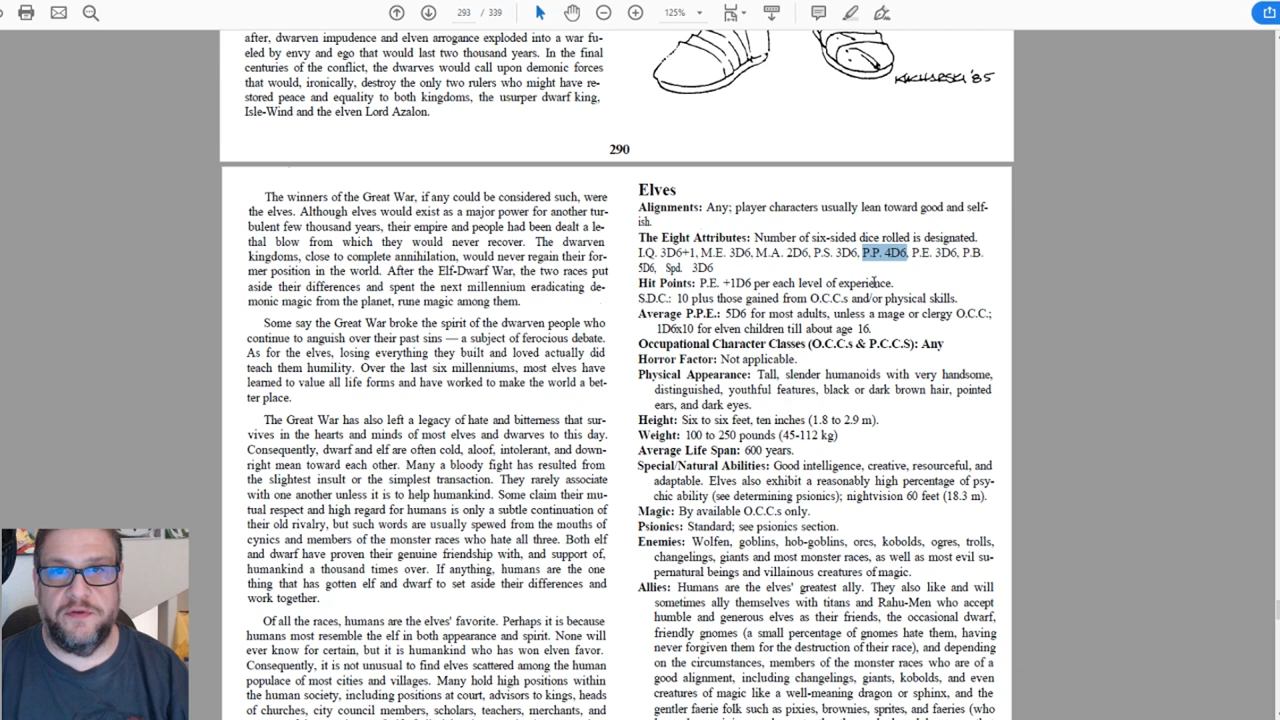 293 / 339
125%
after, dwarven impudence and elven arrogance exploded into a war fu-
eled by envy and ego that would last two thousand years. In the final
centuries of the conflict, the dwarves would call upon demonic forces
that would, ironically, destroy the only two rulers who might have re-
stored peace and equality to both kingdoms, the usurper dwarf king,
Isle-Wind and the elven Lord Azalon.
290
The winners of the Great War, if any could be considered such, were
the elves. Although elves would exist as a major power for another tur-
bulent few thousand years, their empire and people had been dealt a le-
thal blow from which they would never recover. The dwarven
kingdoms, close to complete annihilation, would never regain their for-
mer position in the world. After the Elf-Dwarf War, the two races put
aside their differences and spent the next millennium eradicating de-
monic magic from the planet, rune magic among them.
Some say the Great War broke the spirit of the dwarven people who
continue to anguish over their past sins — a subject of ferocious debate.
As for the elves, losing everything they built and loved actually did
teach them humility. Over the last six millenniums, most elves have
learned to value all life forms and have worked to make the world a bet-
ter place.
The Great War has also left a legacy of hate and bitterness that sur-
vives in the hearts and minds of most elves and dwarves to this day.
Consequently, dwarf and elf are often cold, aloof, intolerant, and down-
right mean toward each other. Many a bloody fight has resulted from
the slightest insult or the simplest transaction. They rarely associate
with one another unless it is to help humankind. Some claim their mu-
tual respect and high regard for humans is only a subtle continuation of
their old rivalry, but such words are usually spewed from the mouths of
cynics and members of the monster races who hate all three. Both elf
and dwarf have proven their genuine friendship with, and support of,
humankind a thousand times over. If anything, humans are the one
thing that has gotten elf and dwarf to set aside their differences and
work together.
Of all the races, humans are the elves' favorite. Perhaps it is because
humans most resemble the elf in both appearance and spirit. None will
ever know for certain, but it is humankind who has won elven favor.
Consequently, it is not unusual to find elves scattered among the human
populace of most cities and villages. Many hold high positions within
the human society, including positions at court, advisors to kings, heads
of churches, city council members, scholars, teachers, merchants, and
Elves
Alignments: Any; player characters usually lean toward good and self-
ish.
The Eight Attributes: Number of six-sided dice rolled is designated.
I.Q. 3D6+1, M.E. 3D6, M.A. 2D6, P.S. 3D6, P.P. 4D6, P.E. 3D6, P.B.
5D6, Spd. 3D6
Hit Points: P.E. +1D6 per each level of experience.
S.D.C.: 10 plus those gained from O.C.C.s and/or physical skills.
Average P.P.E.: 5D6 for most adults, unless a mage or clergy O.C.C.;
1D6x10 for elven children till about age 16.
Occupational Character Classes (O.C.C.s & P.C.C.S): Any
Horror Factor: Not applicable.
Physical Appearance: Tall, slender humanoids with very handsome,
distinguished, youthful features, black or dark brown hair, pointed
ears, and dark eyes.
Height: Six to six feet, ten inches (1.8 to 2.9 m).
Weight: 100 to 250 pounds (45-112 kg)
Average Life Span: 600 years.
Special/Natural Abilities: Good intelligence, creative, resourceful, and
adaptable. Elves also exhibit a reasonably high percentage of psy-
chic ability (see determining psionics); nightvision 60 feet (18.3 m).
Magic: By available O.C.C.s only.
Psionics: Standard; see psionics section.
Enemies: Wolfen, goblins, hob-goblins, orcs, kobolds, ogres, trolls,
changelings, giants and most monster races, as well as most evil su-
pernatural beings and villainous creatures of magic.
Allies: Humans are the elves' greatest ally. They also like and will
sometimes ally themselves with titans and Rahu-Men who accept
humble and generous elves as their friends, the occasional dwarf,
friendly gnomes (a small percentage of gnomes hate them, having
never forgiven them for the destruction of their race), and depending
on the circumstances, members of the monster races who are of a
good alignment, including changelings, giants, kobolds, and even
creatures of magic like a well-meaning dragon or sphinx, and the
gentler faerie folk such as pixies, brownies, sprites, and faeries (who